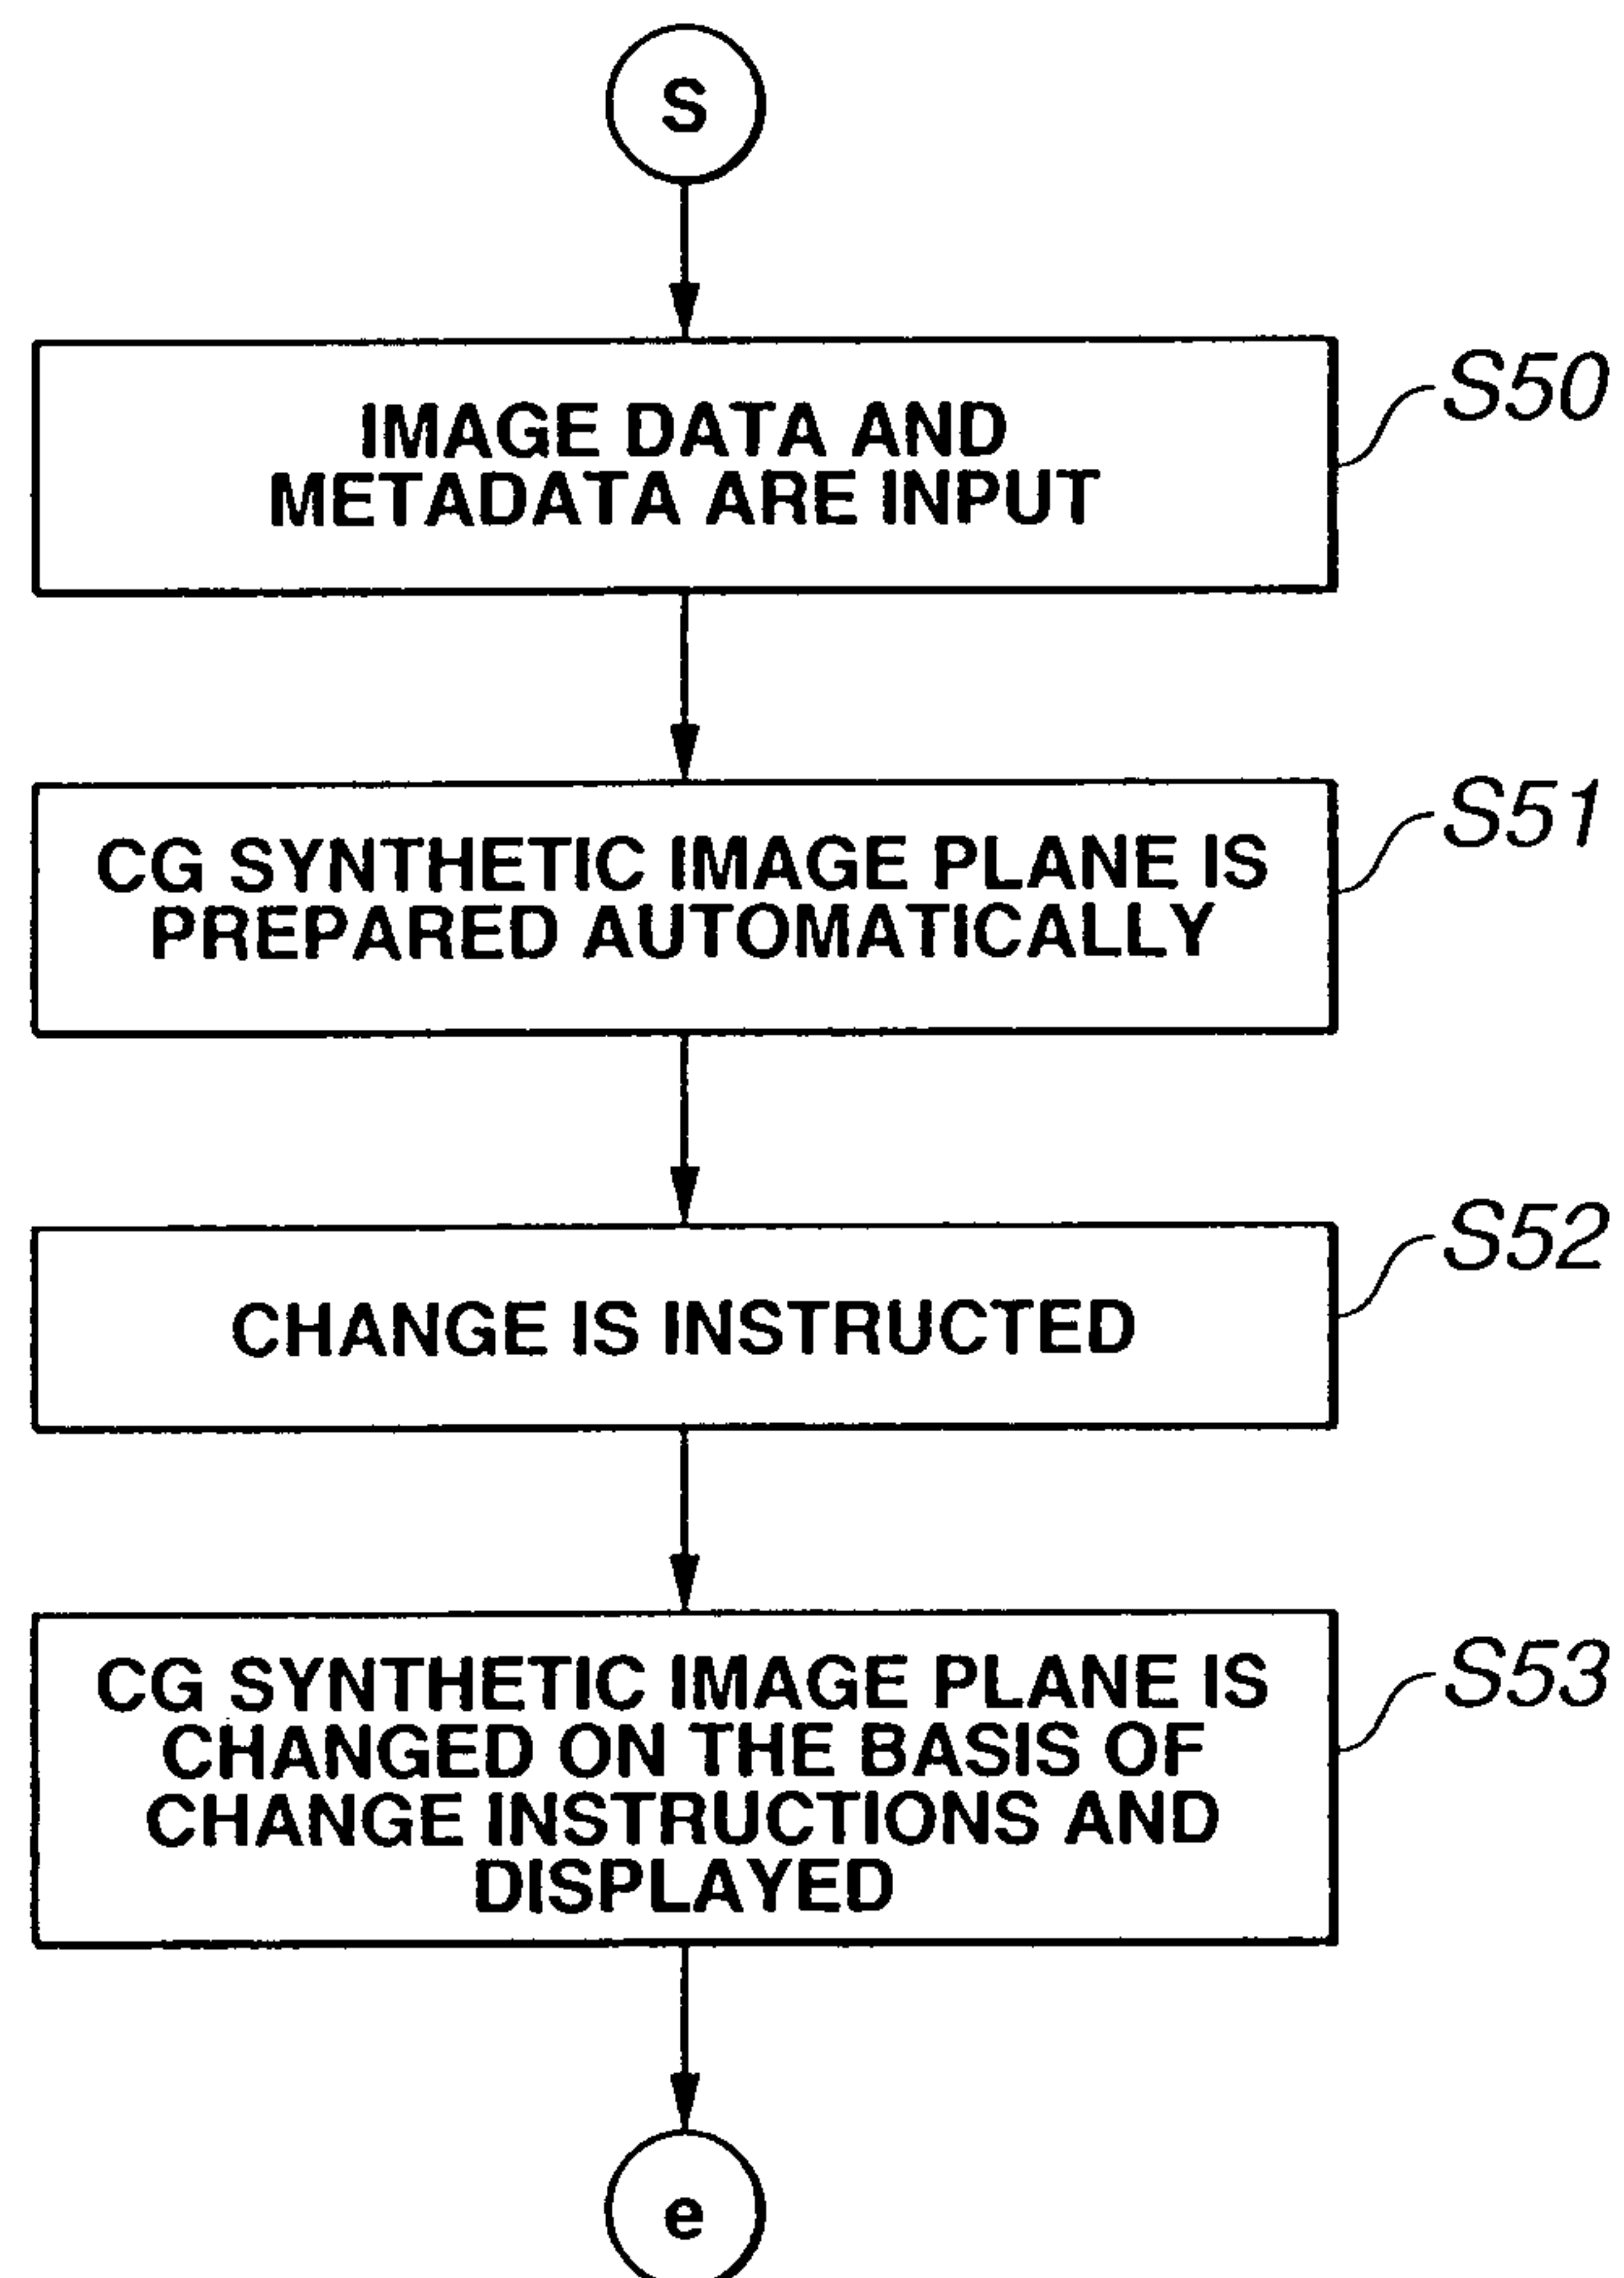 S
IMAGE DATA AND
METADATA ARE INPUT
S50
CG SYNTHETIC IMAGE PLANE IS
PREPARED AUTOMATICALLY
S51
CHANGE IS INSTRUCTED
S52
CG SYNTHETIC IMAGE PLANE IS
CHANGED ON THE BASIS OF
CHANGE INSTRUCTIONS AND
DISPLAYED
S53
e